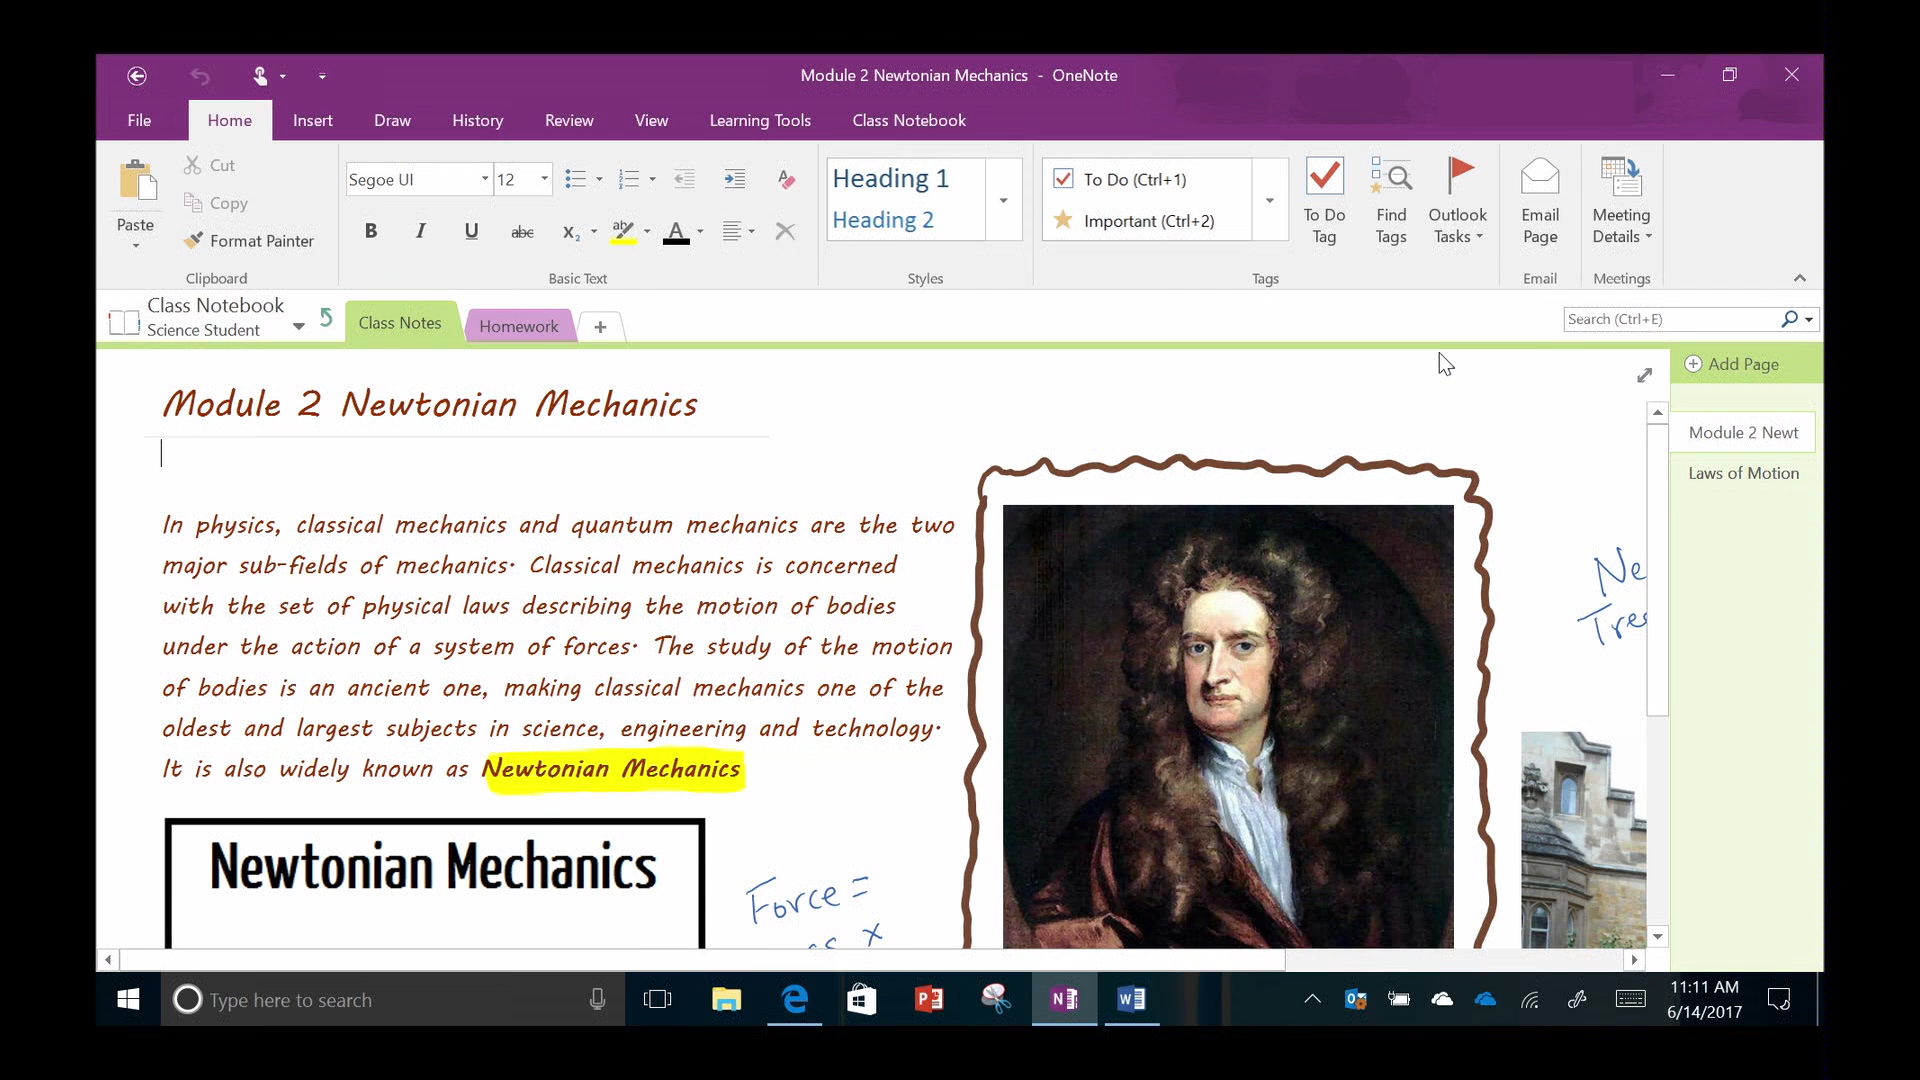 Module 2 Newtonian Mechanics - OneNote
File Home Insert Draw History Review View Learning Tools Class Notebook
Paste
Cut
Copy
Format Painter
Clipboard
Segoe UI 12
B I U abc X₂ ab A
Basic Text
Heading 1
Heading 2
Styles
To Do (Ctrl+1)
Important (Ctrl+2)
To Do
Tag
Find
Tags
Outlook
Tasks
Tags
Email
Page
Email
Meeting
Details
Meetings
Class Notebook
Science Student
Class Notes Homework +
Search (Ctrl+E)
Add Page
Module 2 Newt
Laws of Motion
Module 2 Newtonian Mechanics
In physics, classical mechanics and quantum mechanics are the two
major sub-fields of mechanics. Classical mechanics is concerned
with the set of physical laws describing the motion of bodies
under the action of a system of forces. The study of the motion
of bodies is an ancient one, making classical mechanics one of the
oldest and largest subjects in science, engineering and technology.
It is also widely known as Newtonian Mechanics
Newtonian Mechanics
Force =
x
Ne
Type here to search
11:11 AM
6/14/2017